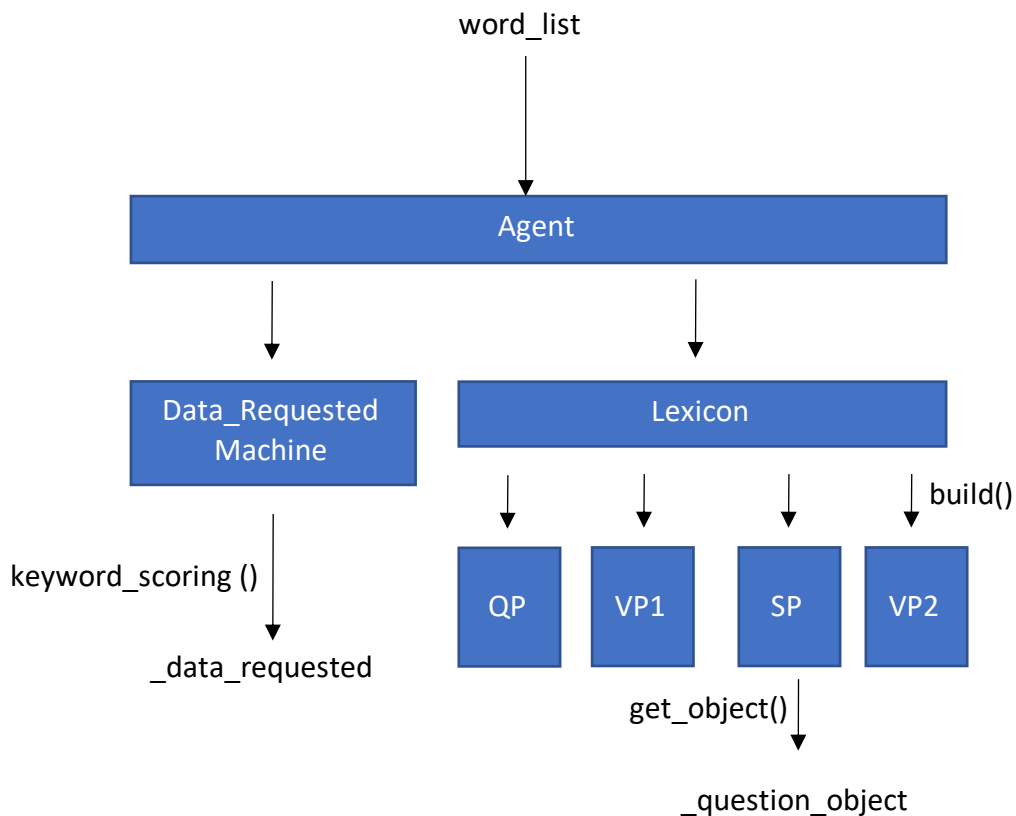 word_list
Agent
Data_Requested
Machine
Lexicon
build()
keyword_scoring ()
QP
VP1
SP
VP2
_data_requested
get_object()
_question_object